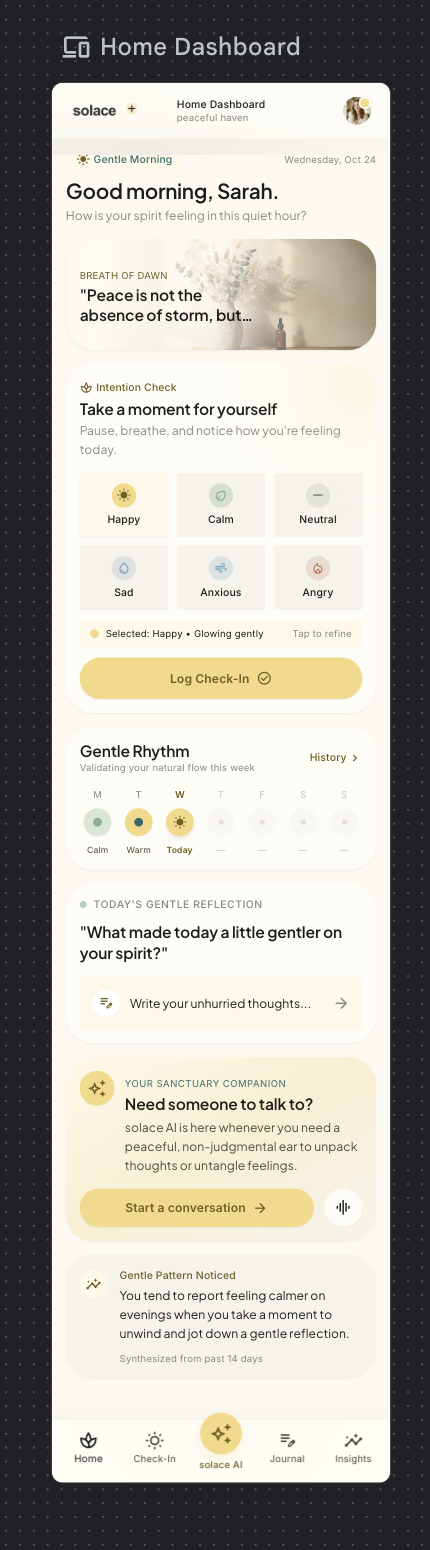 Home Dashboard
solace
Home Dashboard
peaceful haven
Gentle Morning
Wednesday, Oct 24
Good morning, Sarah.
How is your spirit feeling in this quiet hour?
BREATH OF DAWN
"Peace is not the
absence of storm, but...
Intention Check
Take a moment for yourself
Pause, breathe, and notice how you're feeling
today.
Happy
Calm
Neutral
Sad
Anxious
Angry
Selected: Happy • Glowing gently
Tap to refine
Log Check-In
Gentle Rhythm
History
Validating your natural flow this week
M T W T F S S
Calm Warm Today — — — —
TODAY'S GENTLE REFLECTION
"What made today a little gentler on
your spirit?"
Write your unhurried thoughts...
YOUR SANCTUARY COMPANION
Need someone to talk to?
solace AI is here whenever you need a
peaceful, non-judgmental ear to unpack
thoughts or untangle feelings.
Start a conversation
Gentle Pattern Noticed
You tend to report feeling calmer on
evenings when you take a moment to
unwind and jot down a gentle reflection.
Synthesized from past 14 days
Home
Check-In
solace AI
Journal
Insights